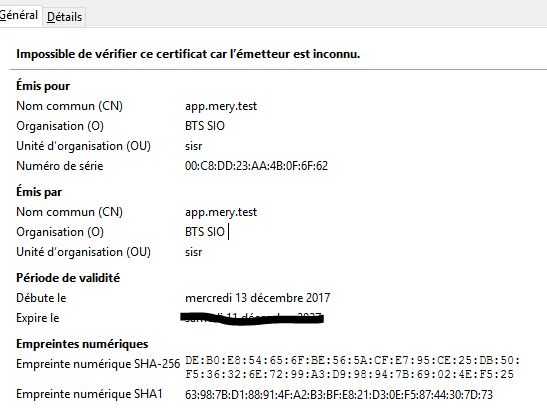 Général Détails
Impossible de vérifier ce certificat car l'émetteur est inconnu.
Émis pour
Nom commun (CN) app.mery.test
Organisation (O) BTS SIO
Unité d'organisation (OU) sisr
Numéro de série 00:C8:DD:23:AA:4B:0F:6F:62
Émis par
Nom commun (CN) app.mery.test
Organisation (O) BTS SIO
Unité d'organisation (OU) sisr
Période de validité
Débute le mercredi 13 décembre 2017
Expire le
Empreintes numériques
Empreinte numérique SHA-256 DE:B0:E8:54:65:6F:BE:56:5A:CF:E7:95:CE:25:DB:50:
F5:36:32:6E:72:99:A3:D9:98:94:7B:69:02:4E:F5:25
Empreinte numérique SHA1 63:98:7B:D1:88:91:4F:A2:B3:BF:E8:21:D3:0E:F5:87:44:30:7D:73